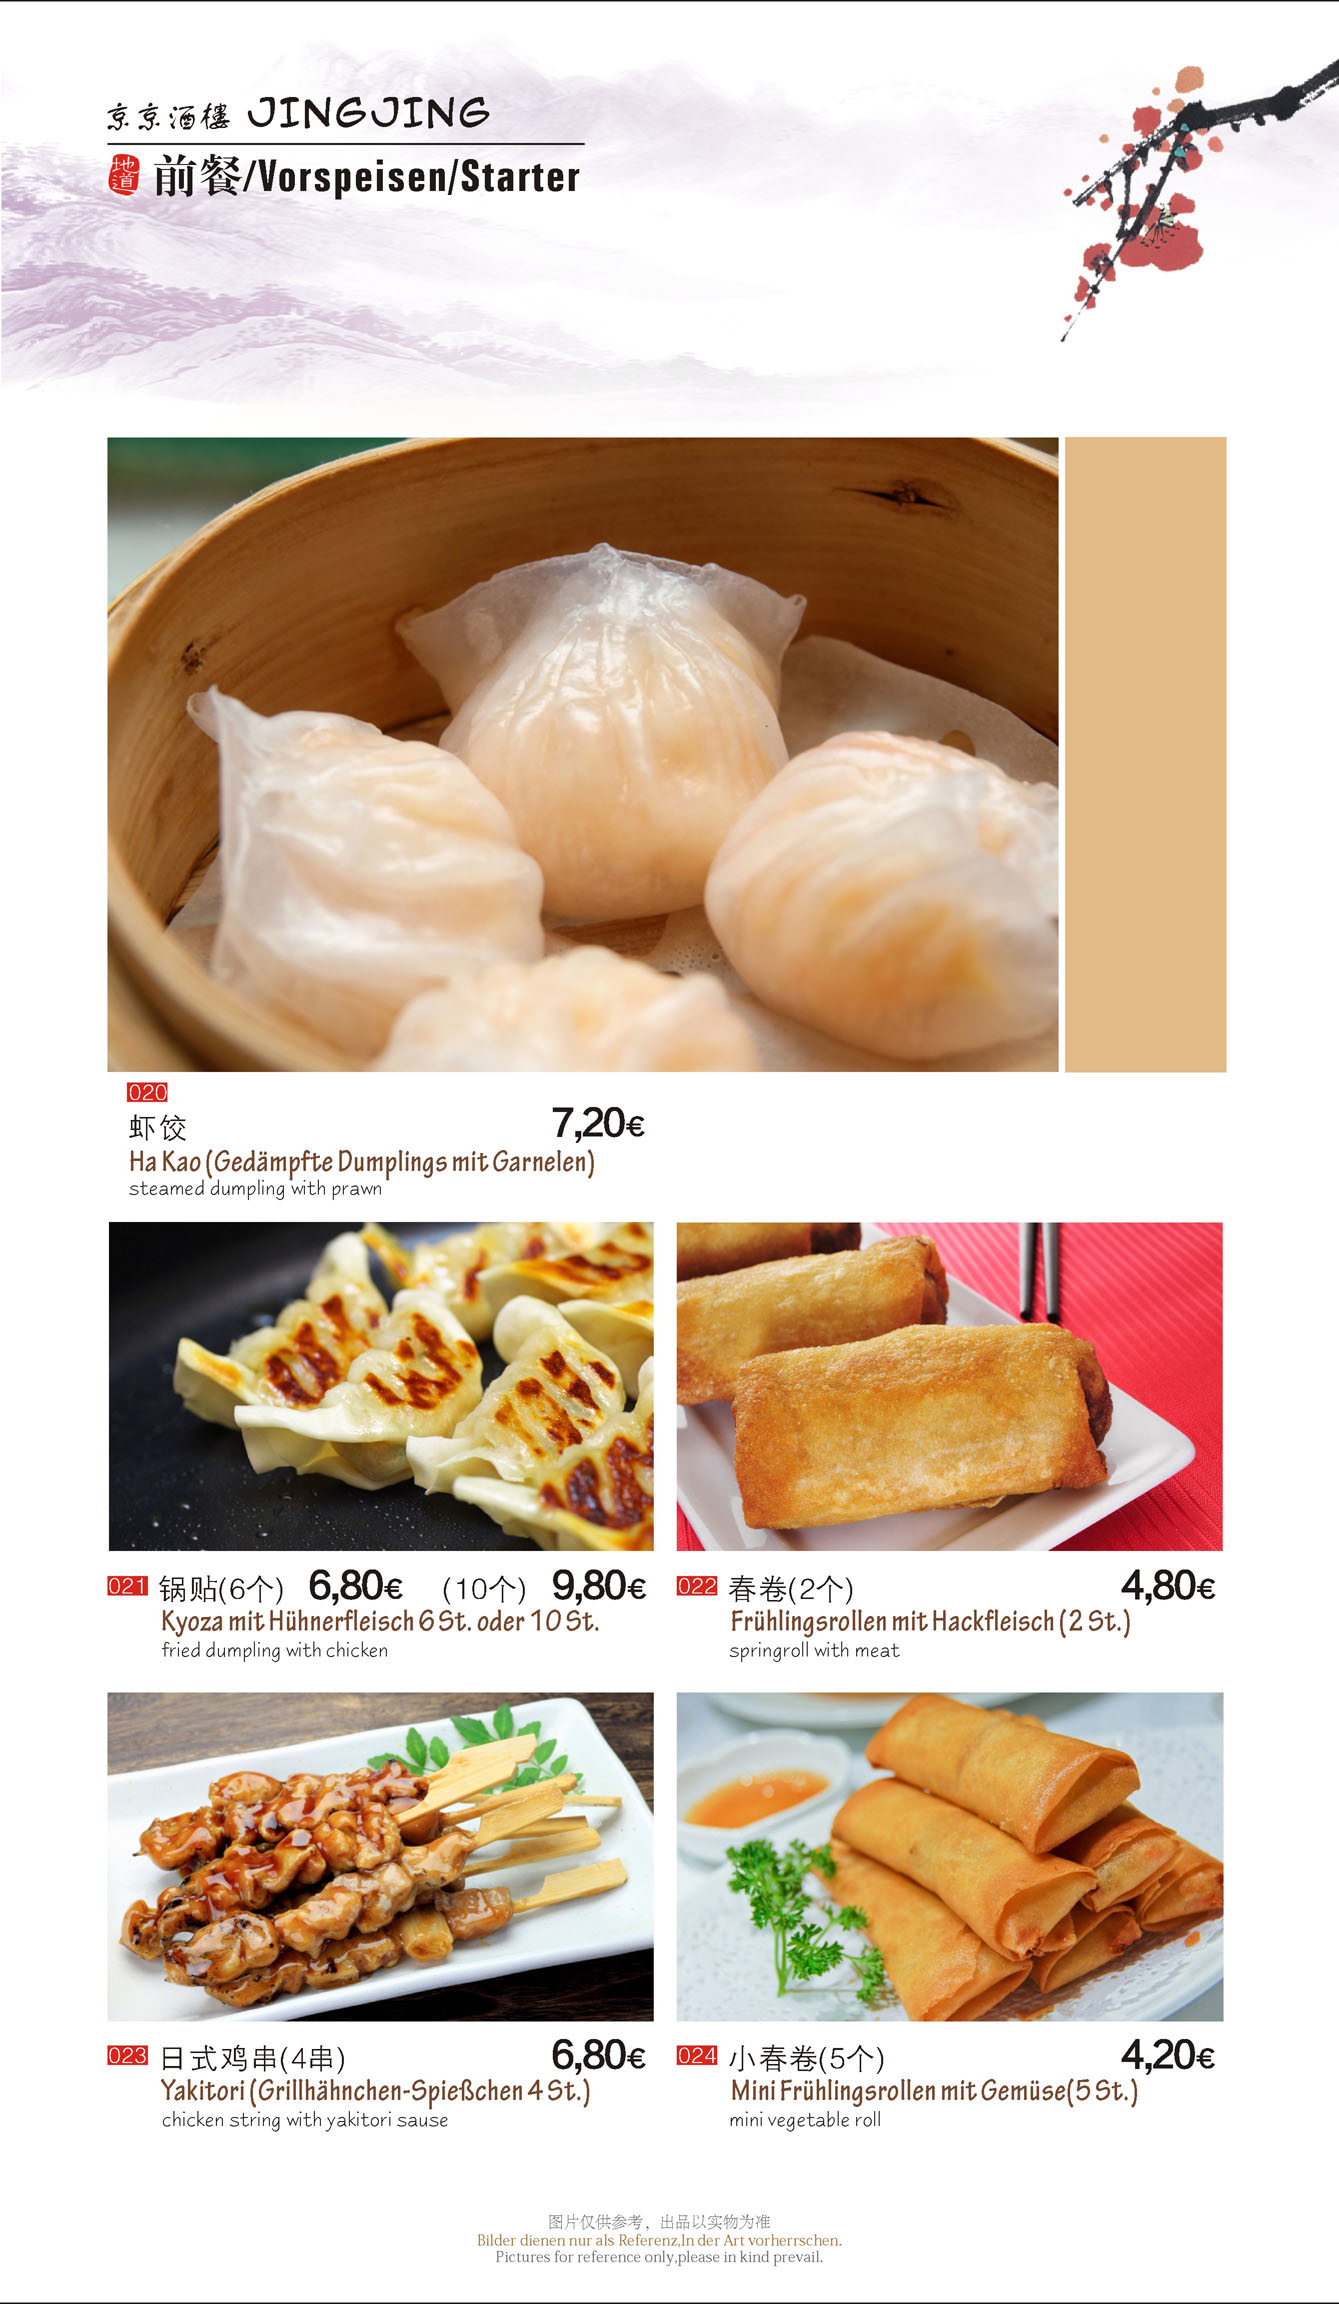 京京酒樓 JINGJING
地道 前餐/Vorspeisen/Starter
020
虾饺 7,20€
Ha Kao (Gedämpfte Dumplings mit Garnelen)
steamed dumpling with prawn
021 锅贴(6个) 6,80€ (10个) 9,80€
Kyoza mit Hühnerfleisch 6 St. oder 10 St.
fried dumpling with chicken
022 春卷(2个) 4,80€
Frühlingsrollen mit Hackfleisch (2 St.)
springroll with meat
023 日式鸡串(4串) 6,80€
Yakitori (Grillhähnchen-Spießchen 4 St.)
chicken string with yakitori sause
024 小春卷(5个) 4,20€
Mini Frühlingsrollen mit Gemüse(5 St.)
mini vegetable roll
图片仅供参考，出品以实物为准
Bilder dienen nur als Referenz,In der Art vorherrschen.
Pictures for reference only,please in kind prevail.